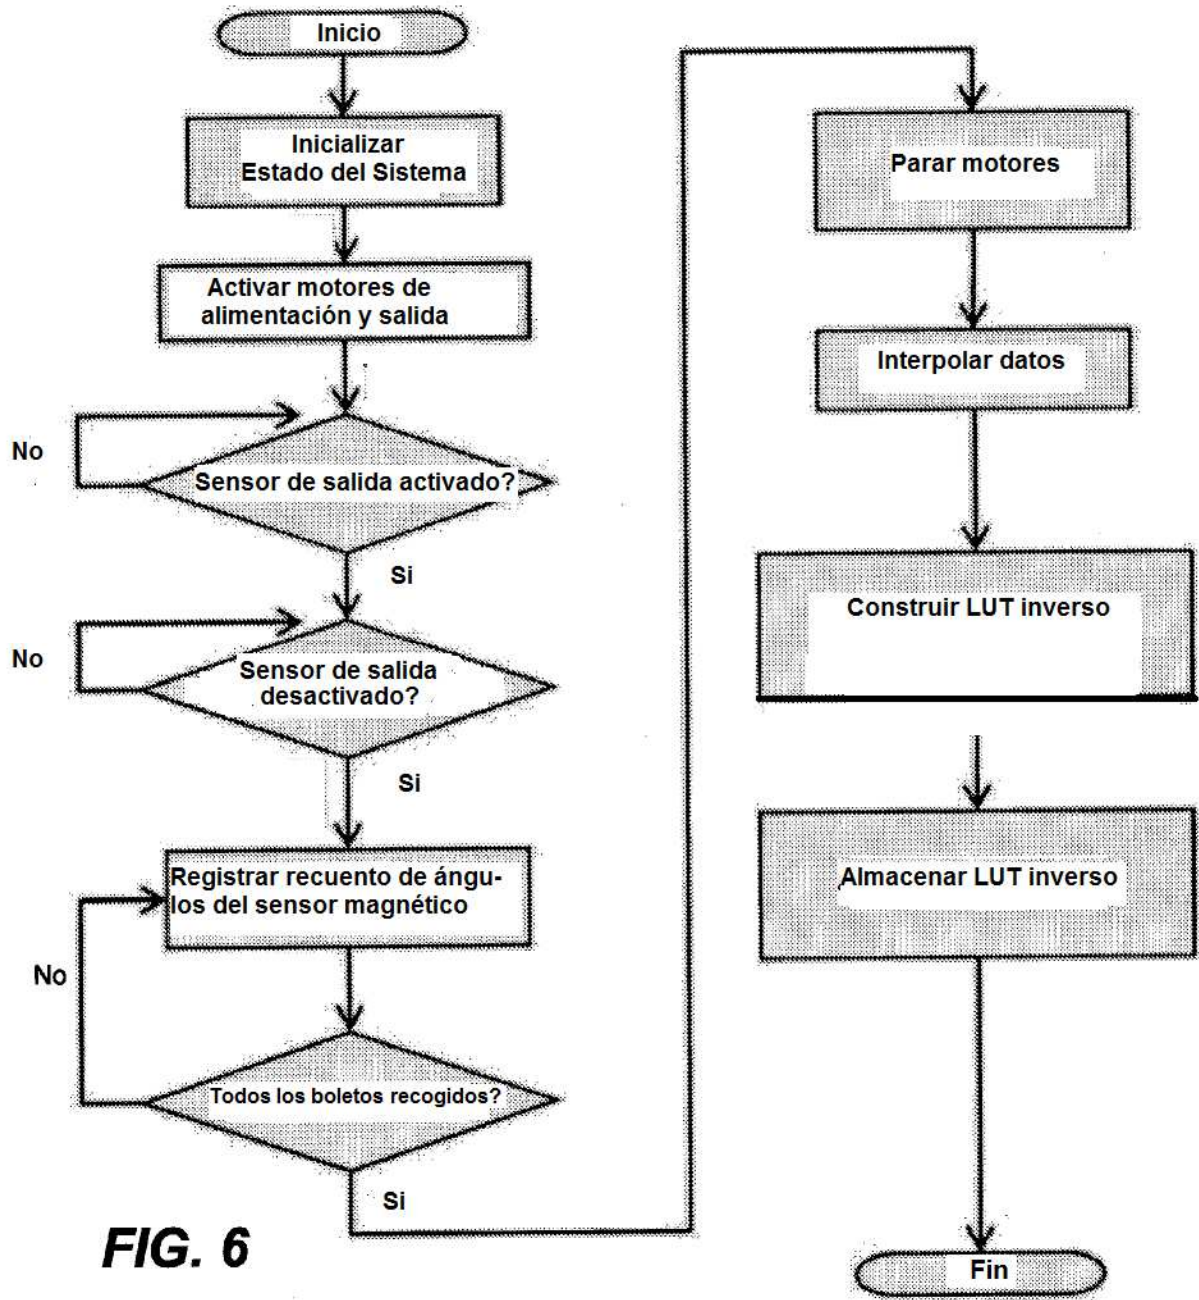 Inicio
Inicializar
Estado del Sistema
Activar motores de
alimentación y salida
No
Sensor de salida activado?
Si
No
Sensor de salida
desactivado?
Si
Registrar recuento de ángu-
los del sensor magnético
No
Todos los boletos recogidos?
Si
FIG. 6
Parar motores
Interpolar datos
Construir LUT inverso
Almacenar LUT inverso
Fin